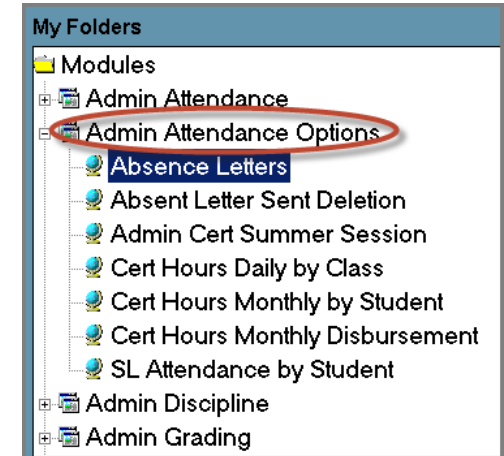 My Folders
Modules
Admin Attendance
Admin Attendance Options
Absence Letters
Absent Letter Sent Deletion
Admin Cert Summer Session
Cert Hours Daily by Class
Cert Hours Monthly by Student
Cert Hours Monthly Disbursement
SL Attendance by Student
Admin Discipline
Admin Grading